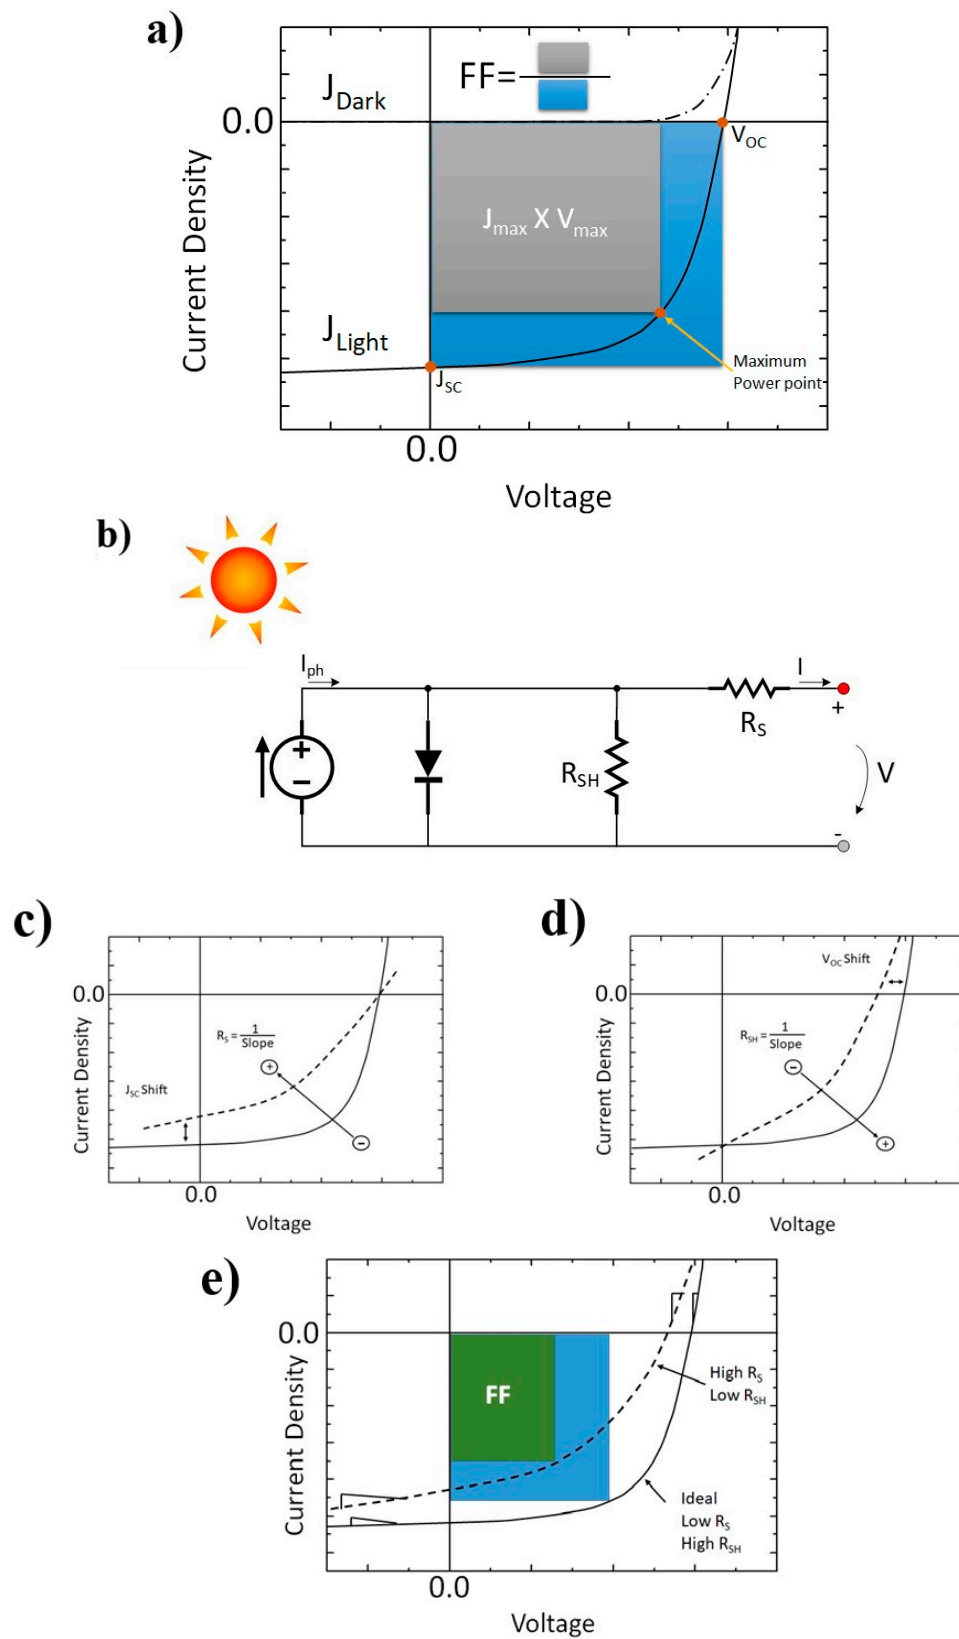 a)
FF=
J_Dark
0.0
V_OC
J_max X V_max
Current Density
J_Light
J_SC
Maximum
Power point
0.0
Voltage
b)
I_ph
I
+
R_S
+
−
R_SH
V
-
c)
0.0
R_S = 1/Slope
+
J_SC Shift
−
Current Density
0.0
Voltage
d)
V_OC Shift
0.0
R_SH = 1/Slope
−
+
Current Density
0.0
Voltage
e)
0.0
FF
High R_S
Low R_SH
Current Density
Ideal
Low R_S
High R_SH
0.0
Voltage